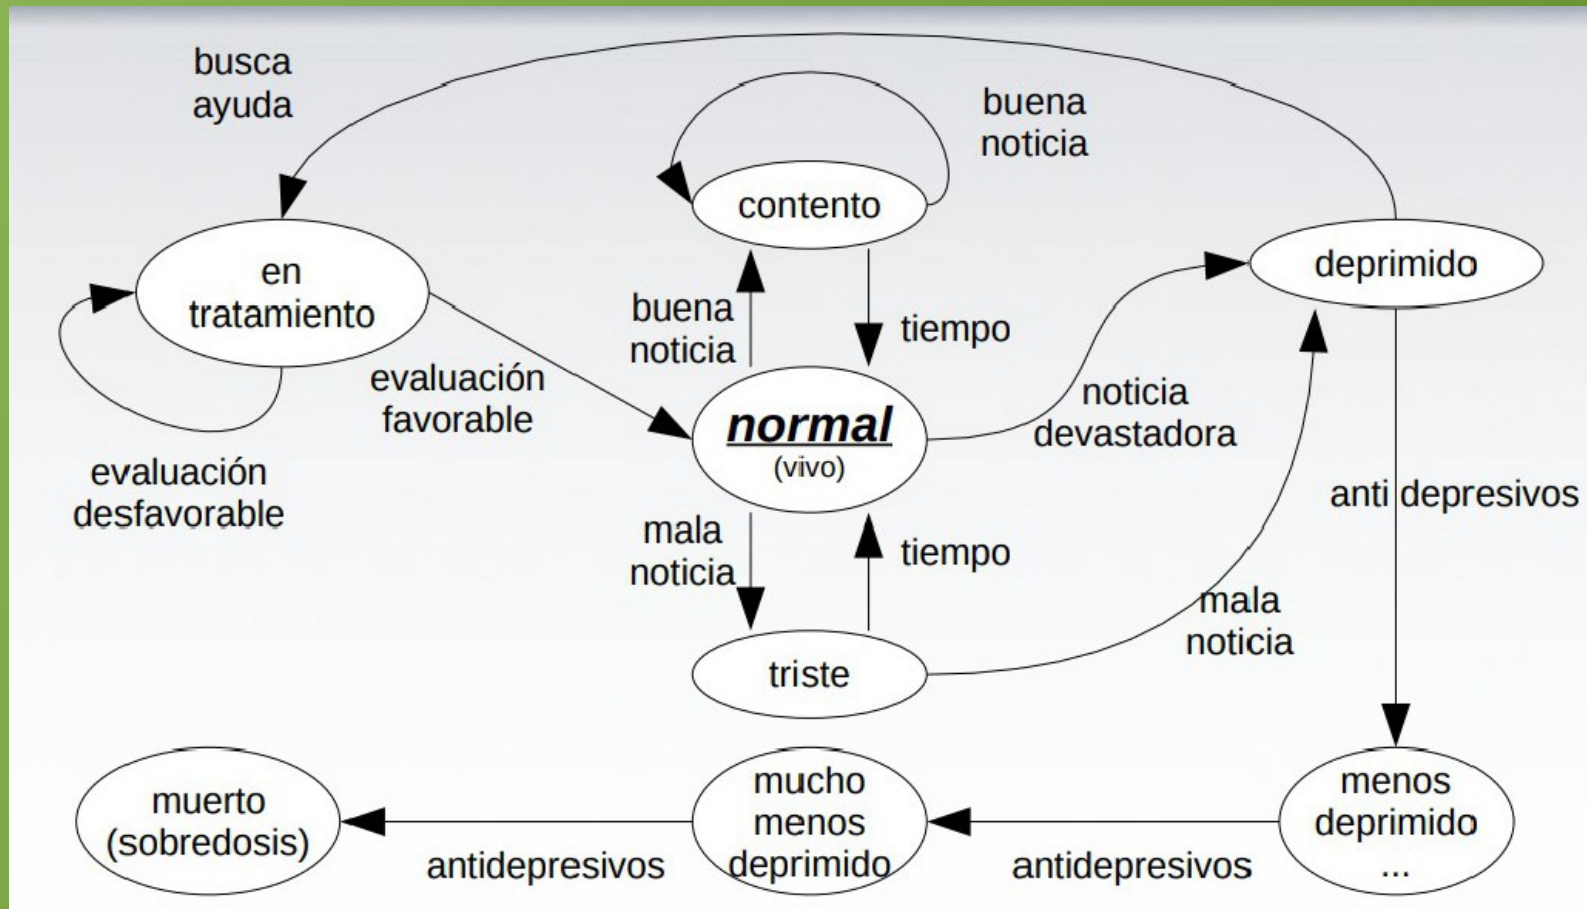 busca
ayuda
buena
noticia
contento
deprimido
en
tratamiento
buena
noticia
tiempo
evaluación
favorable
normal
(vivo)
noticia
devastadora
evaluación
desfavorable
anti depresivos
mala
noticia
tiempo
mala
noticia
triste
muerto
(sobredosis)
antidepresivos
mucho
menos
deprimido
antidepresivos
menos
deprimido
...